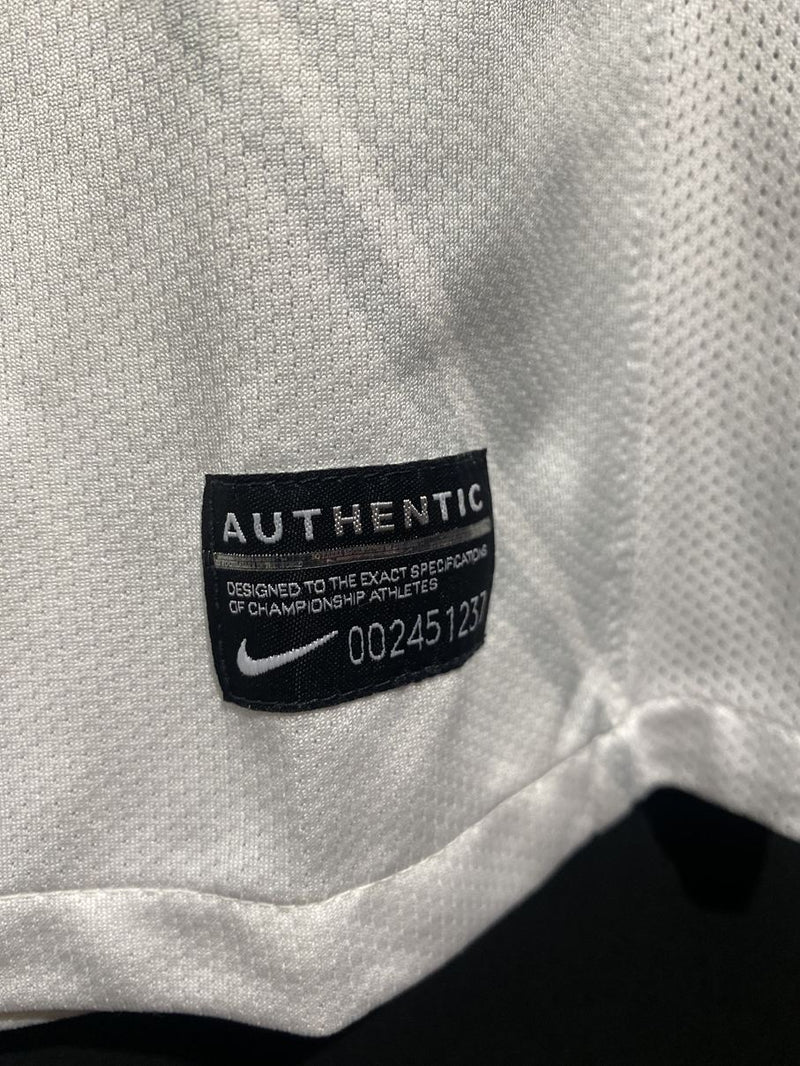 AUTHENTIC
DESIGNED TO THE EXACT SPECIFICATIONS
OF CHAMPIONSHIP ATHLETES
002451237